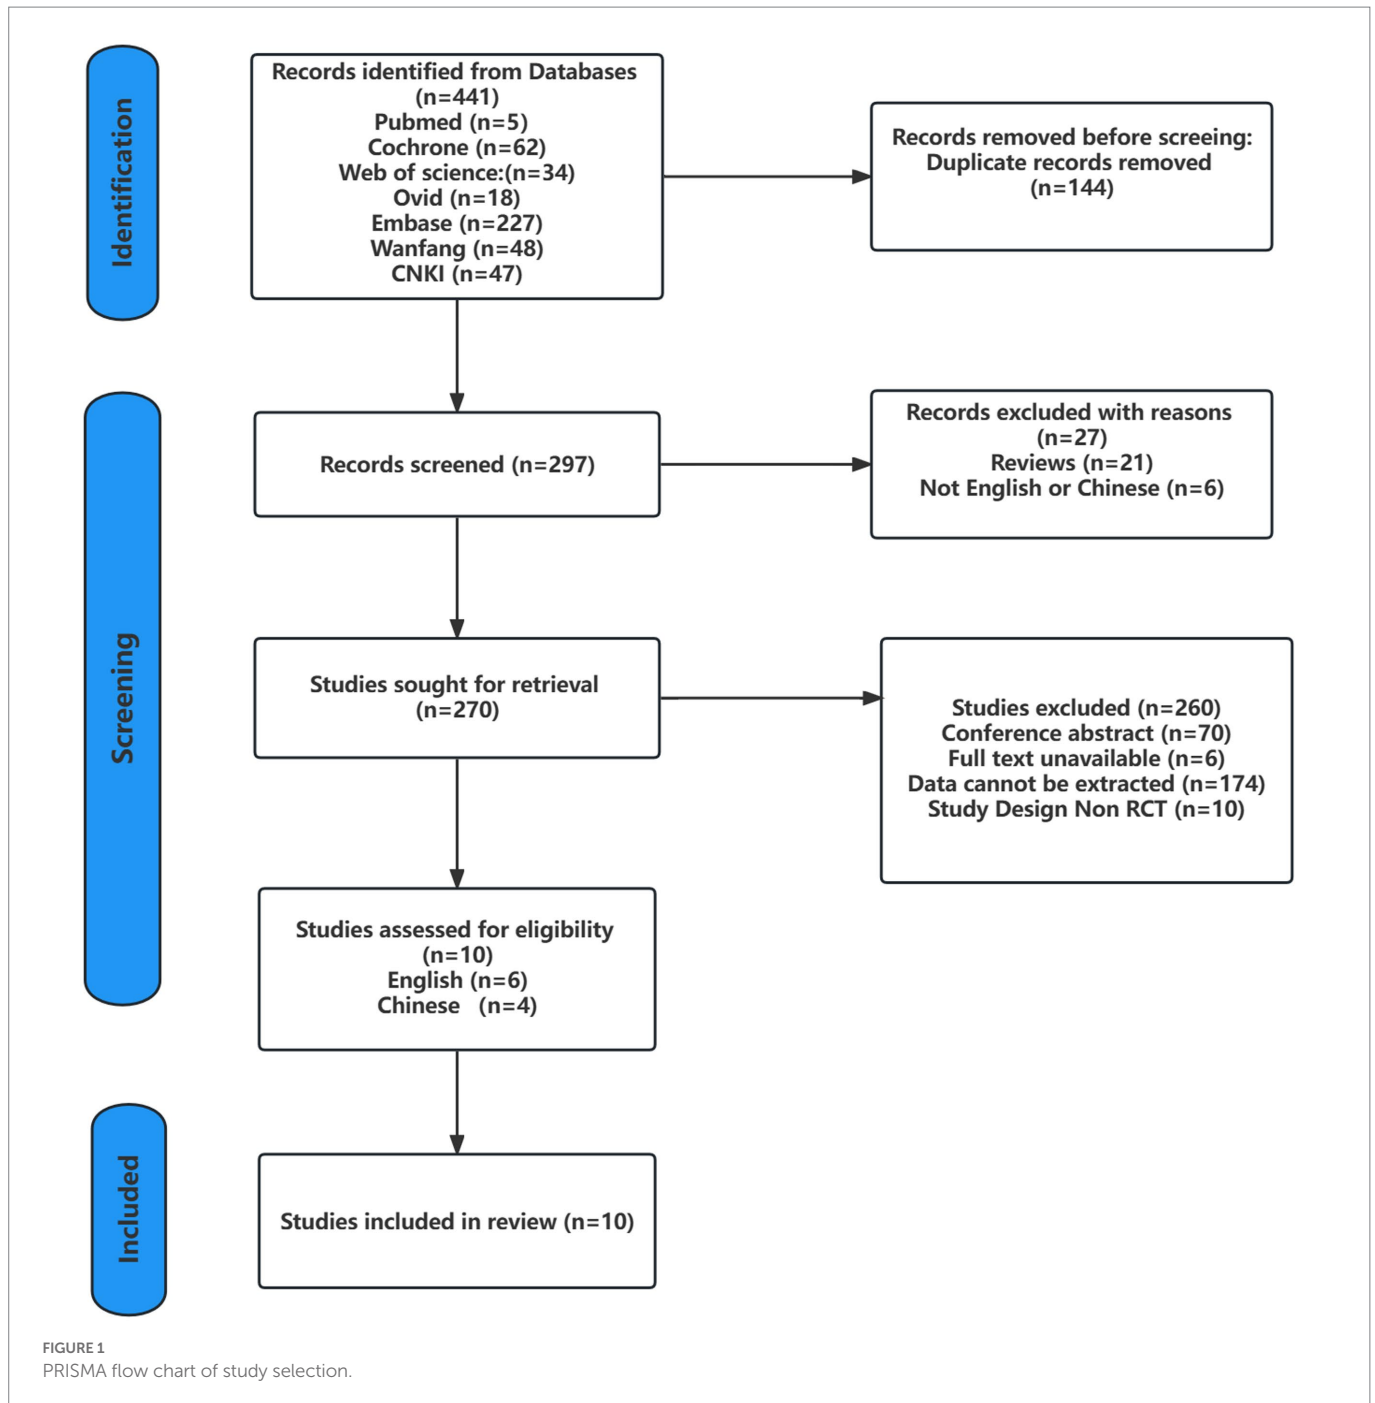 Identification
Records identified from Databases
(n=441)
Pubmed (n=5)
Cochrone (n=62)
Web of science:(n=34)
Ovid (n=18)
Embase (n=227)
Wanfang (n=48)
CNKI (n=47)
Records removed before screeing:
Duplicate records removed
(n=144)
Screening
Records screened (n=297)
Records excluded with reasons
(n=27)
Reviews (n=21)
Not English or Chinese (n=6)
Studies sought for retrieval
(n=270)
Studies excluded (n=260)
Conference abstract (n=70)
Full text unavailable (n=6)
Data cannot be extracted (n=174)
Study Design Non RCT (n=10)
Studies assessed for eligibility
(n=10)
English (n=6)
Chinese (n=4)
Included
Studies included in review (n=10)
FIGURE 1
PRISMA flow chart of study selection.